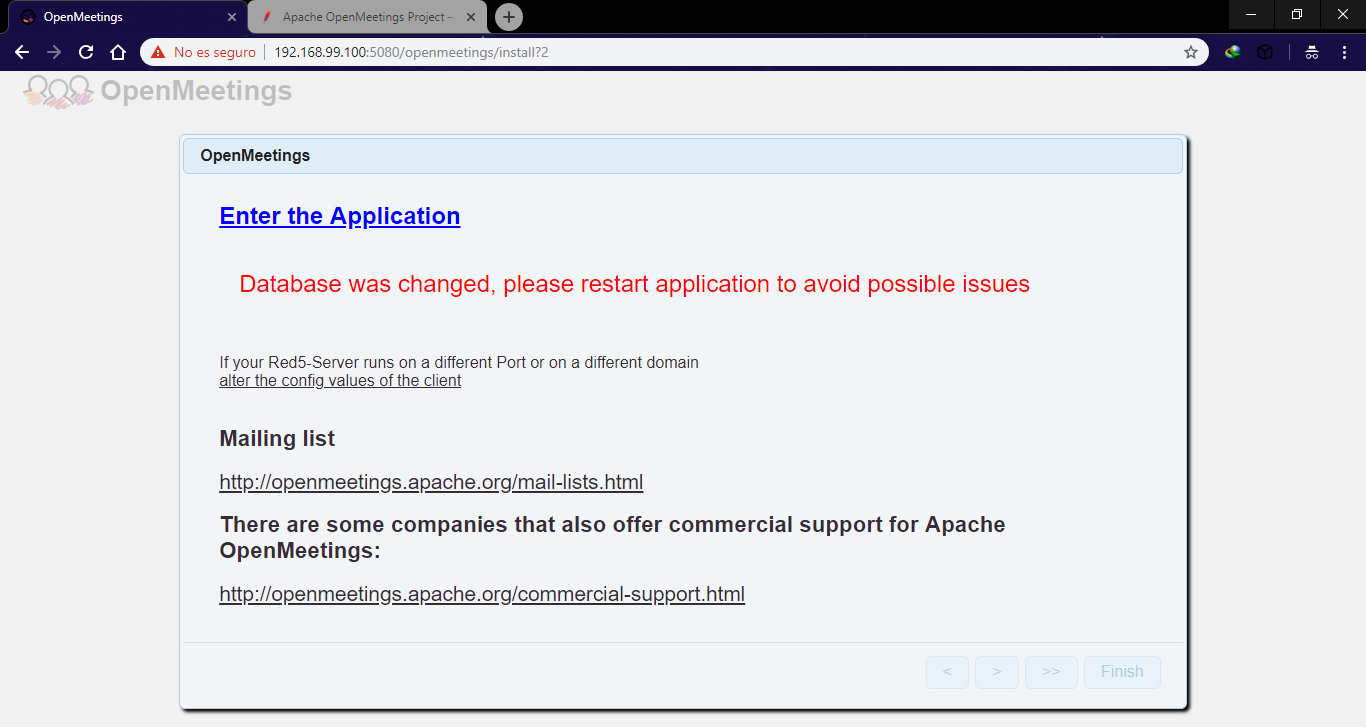 OpenMeetings
Apache OpenMeetings Project –
No es seguro
192.168.99.100:5080/openmeetings/install?2
OpenMeetings
OpenMeetings
Enter the Application
Database was changed, please restart application to avoid possible issues
If your Red5-Server runs on a different Port or on a different domain
alter the config values of the client
Mailing list
http://openmeetings.apache.org/mail-lists.html
There are some companies that also offer commercial support for Apache
OpenMeetings:
http://openmeetings.apache.org/commercial-support.html
< > >> Finish